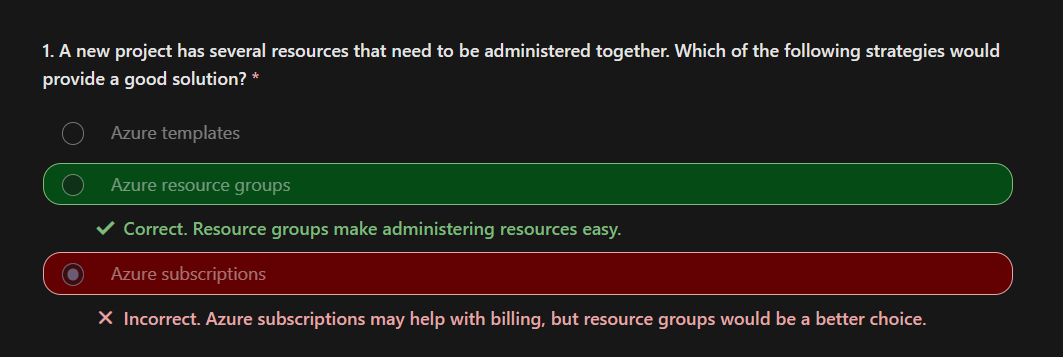 1. A new project has several resources that need to be administered together. Which of the following strategies would
provide a good solution? *
Azure templates
Azure resource groups
✓ Correct. Resource groups make administering resources easy.
Azure subscriptions
✕ Incorrect. Azure subscriptions may help with billing, but resource groups would be a better choice.